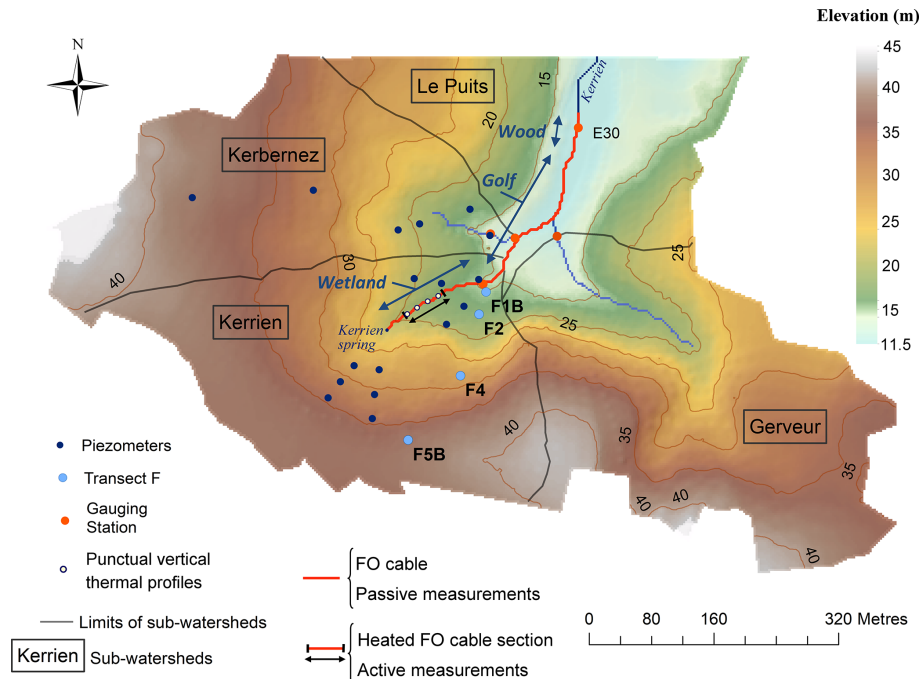 Elevation (m)
45
40
35
30
25
20
15
11.5
N
Le Puits
15
20
Kerrien
Wood
E30
Kerbernez
Golf
40
30
25
Wetland
Kerrien
Kerrien
spring
F1B
F2
25
F4
F5B
40
35
Gerveur
35
40
40
40
Piezometers
Transect F
Gauging
Station
Punctual vertical
thermal profiles
Limits of sub-watersheds
Kerrien Sub-watersheds
FO cable
Passive measurements
Heated FO cable section
Active measurements
0 80 160 320 Metres